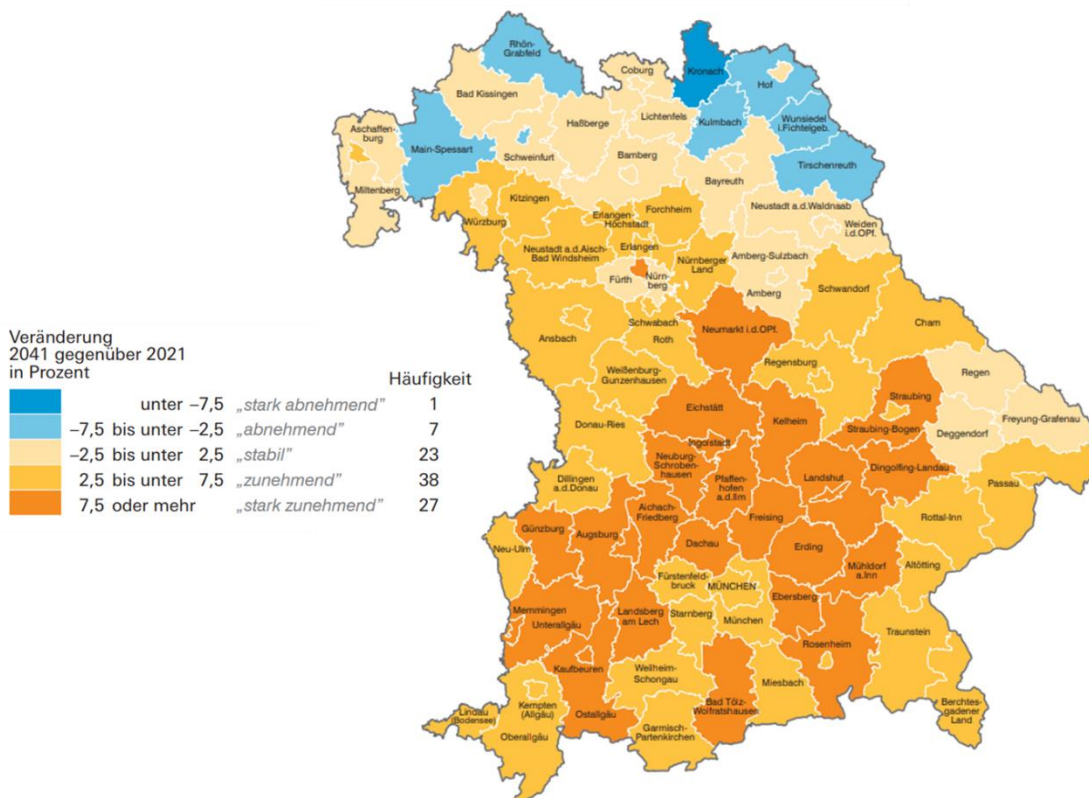 Rhön-
Grabfeld
Coburg
Kronach
Hof
Bad Kissingen
Lichtenfels
Kulmbach
Wunsiedel
i.Fichtelgeb.
Haßberge
Aschaffen-
burg
Main-Spessart
Schweinfurt
Bamberg
Tirschenreuth
Bayreuth
Miltenberg
Kitzingen
Neustadt a.d.Waldnaab
Würzburg
Erlangen-
Höchstadt
Forchheim
Weiden
i.d.OPf.
Neustadt a.d.Aisch-
Bad Windsheim
Erlangen
Nürnberger
Land
Amberg-Sulzbach
Fürth
Nürn-
berg
Amberg
Schwandorf
Schwabach
Roth
Neumarkt i.d.OPf.
Cham
Ansbach
Regensburg
Weißenburg-
Gunzenhausen
Regen
Straubing
Eichstätt
Kelheim
Freyung-Grafenau
Donau-Ries
Straubing-Bogen
Deggendorf
Ingolstadt
Neuburg-
Schroben-
hausen
Dingolfing-Landau
Dillingen
a.d.Donau
Pfaffen-
hofen
a.d.Ilm
Landshut
Passau
Aichach-
Friedberg
Rottal-Inn
Günzburg
Augsburg
Freising
Neu-Ulm
Dachau
Erding
Mühldorf
a.Inn
Altötting
Fürstenfeld-
bruck
MÜNCHEN
Ebersberg
Memmingen
Unterallgäu
Landsberg
am Lech
Starnberg
München
Traunstein
Rosenheim
Kaufbeuren
Weilheim-
Schongau
Miesbach
Bad Tölz-
Wolfratshausen
Berchtes-
gadener
Land
Lindau
(Bodensee)
Kempten
(Allgäu)
Ostallgäu
Oberallgäu
Garmisch-
Partenkirchen
Veränderung
2041 gegenüber 2021
in Prozent
Häufigkeit
unter –7,5 „stark abnehmend” 1
–7,5 bis unter –2,5 „abnehmend” 7
–2,5 bis unter 2,5 „stabil” 23
2,5 bis unter 7,5 „zunehmend” 38
7,5 oder mehr „stark zunehmend” 27